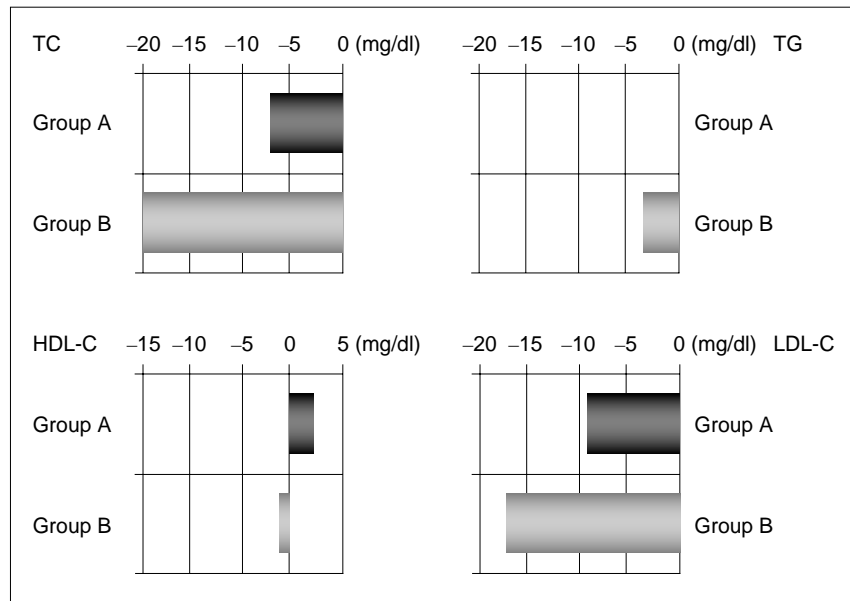 TC –20 –15 –10 –5 0 (mg/dl)
Group A
Group B
–20 –15 –10 –5 0 (mg/dl) TG
Group A
Group B
HDL-C –15 –10 –5 0 5 (mg/dl)
Group A
Group B
–20 –15 –10 –5 0 (mg/dl) LDL-C
Group A
Group B